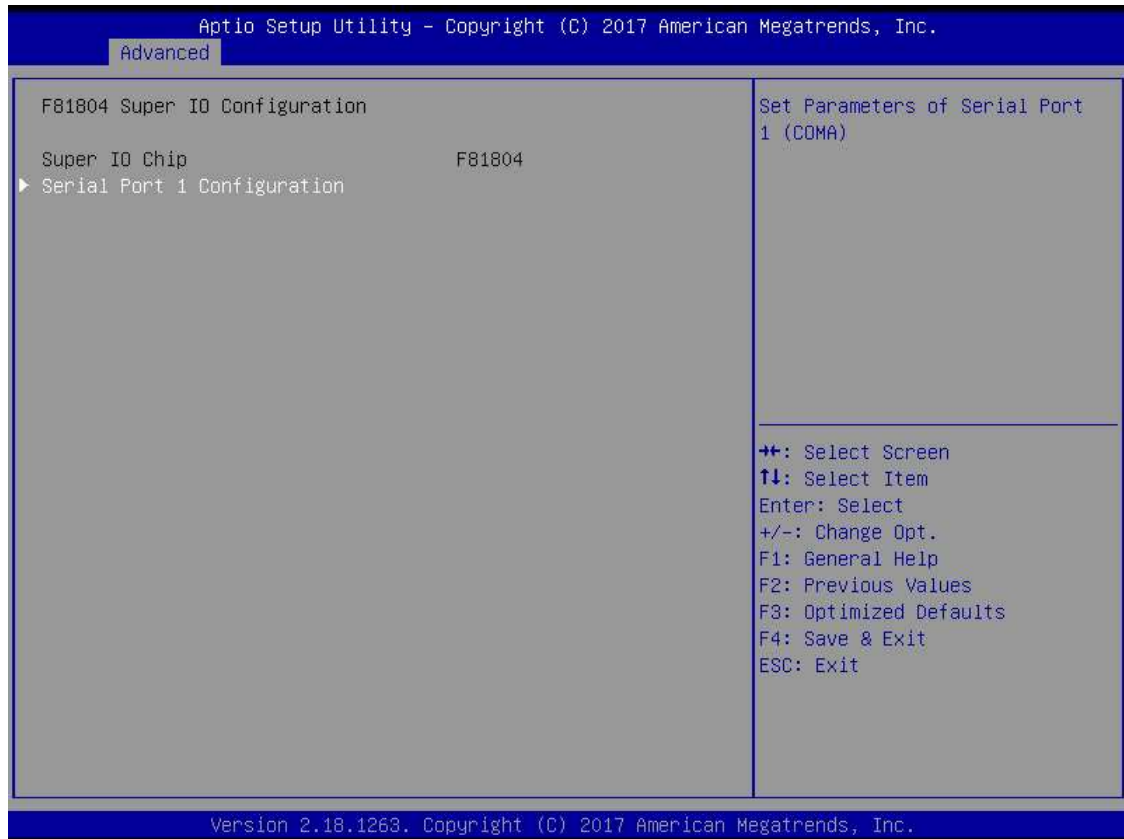 Aptio Setup Utility – Copyright (C) 2017 American Megatrends, Inc.
Advanced
F81804 Super IO Configuration
Super IO Chip F81804
▶ Serial Port 1 Configuration
Set Parameters of Serial Port
1 (COMA)
→←: Select Screen
↑↓: Select Item
Enter: Select
+/-: Change Opt.
F1: General Help
F2: Previous Values
F3: Optimized Defaults
F4: Save & Exit
ESC: Exit
Version 2.18.1263. Copyright (C) 2017 American Megatrends, Inc.